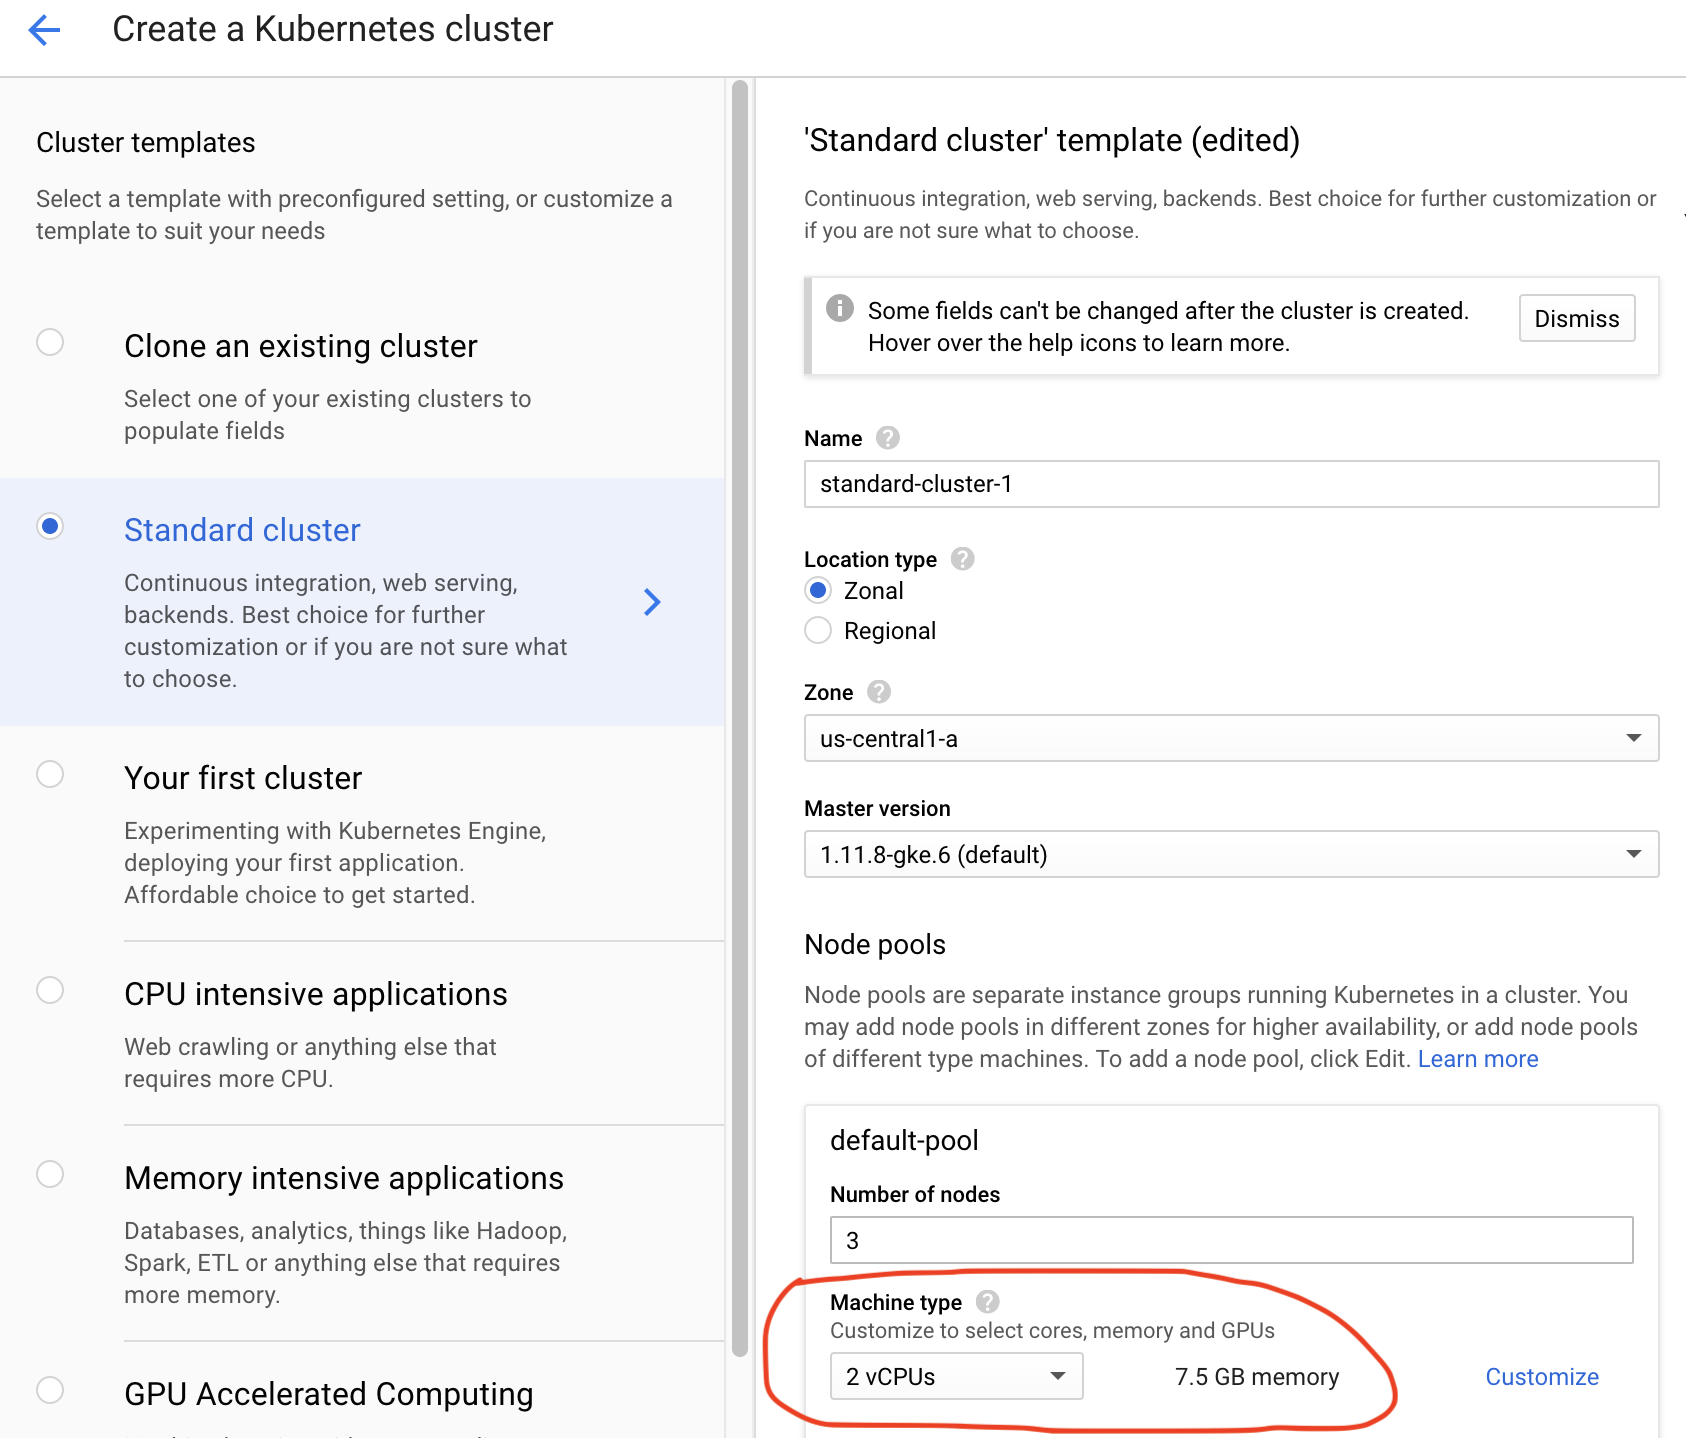 Create a Kubernetes cluster
Cluster templates
Select a template with preconfigured setting, or customize a
template to suit your needs
Clone an existing cluster
Select one of your existing clusters to
populate fields
Standard cluster
Continuous integration, web serving,
backends. Best choice for further
customization or if you are not sure what
to choose.
Your first cluster
Experimenting with Kubernetes Engine,
deploying your first application.
Affordable choice to get started.
CPU intensive applications
Web crawling or anything else that
requires more CPU.
Memory intensive applications
Databases, analytics, things like Hadoop,
Spark, ETL or anything else that requires
more memory.
GPU Accelerated Computing
'Standard cluster' template (edited)
Continuous integration, web serving, backends. Best choice for further customization or
if you are not sure what to choose.
Some fields can't be changed after the cluster is created.
Hover over the help icons to learn more.
Dismiss
Name
standard-cluster-1
Location type
Zonal
Regional
Zone
us-central1-a
Master version
1.11.8-gke.6 (default)
Node pools
Node pools are separate instance groups running Kubernetes in a cluster. You
may add node pools in different zones for higher availability, or add node pools
of different type machines. To add a node pool, click Edit. Learn more
default-pool
Number of nodes
3
Machine type
Customize to select cores, memory and GPUs
2 vCPUs 7.5 GB memory Customize